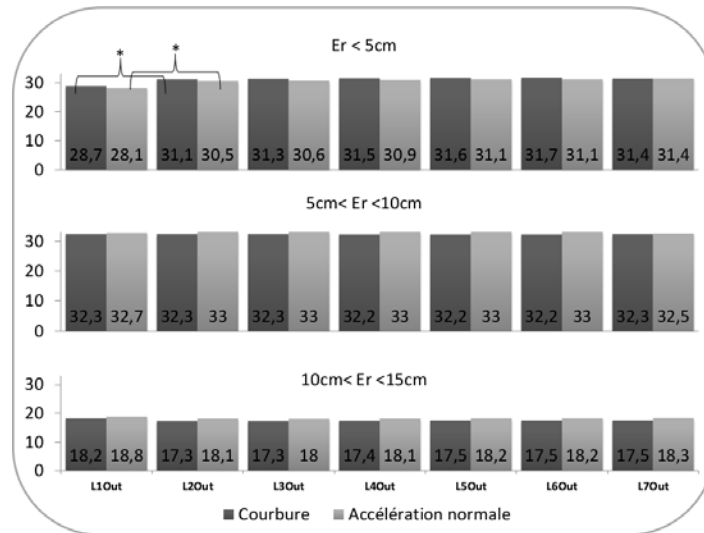 * *
Er < 5cm
30
20
10
0
28,7 28,1 31,1 30,5 31,3 30,6 31,5 30,9 31,6 31,1 31,7 31,1 31,4 31,4
5cm< Er <10cm
30
20
10
0
32,3 32,7 32,3 33 32,3 33 32,2 33 32,2 33 32,2 33 32,3 32,5
10cm< Er <15cm
30
20
10
0
18,2 18,8 17,3 18,1 17,3 18 17,4 18,1 17,5 18,2 17,5 18,2 17,5 18,3
L1Out L2Out L3Out L4Out L5Out L6Out L7Out
Courbure Accélération normale